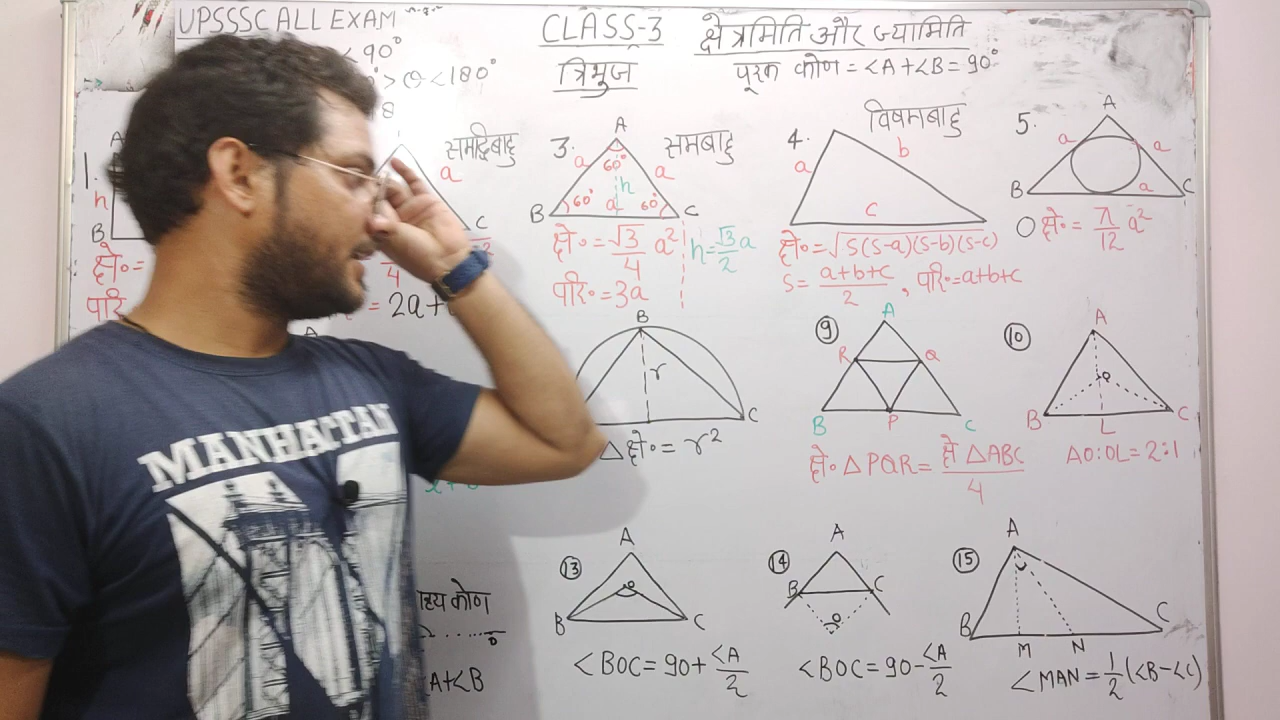 UPSSSC ALL EXAM
CLASS-3
क्षेत्रमिति और ज्यामिति
< 90°
> θ < 180°
त्रिभुज
पूरक कोण = ∠A+∠B = 90°
8
1.
A
h
B
क्षे० =
परि०
समद्विबाहु
a
C
4
= 2a+
3.
समबाहु
A
a
a
60°
h
60°
a
60°
B
C
क्षे० = √3/4 a²
h = √3/2 a
परि० = 3a
4.
विषमबाहु
a
b
c
क्षे० = √S(S-a)(S-b)(S-c)
S = a+b+c/2 , परि० = a+b+c
5.
A
a
a
a
B
C
○ क्षे० = π/12 a²
B
r
C
△ क्षे० = r²
9
A
R
Q
B
P
C
क्षे० △PQR = क्षे △ABC/4
10
A
O
B
L
C
AO:OL = 2:1
MANHATTAN
कोण
D
A+∠B
13
A
O
B
C
∠BOC = 90+∠A/2
14
A
B
C
O
∠BOC = 90-∠A/2
15
A
B
M
N
C
∠MAN = 1/2 (∠B-∠C)